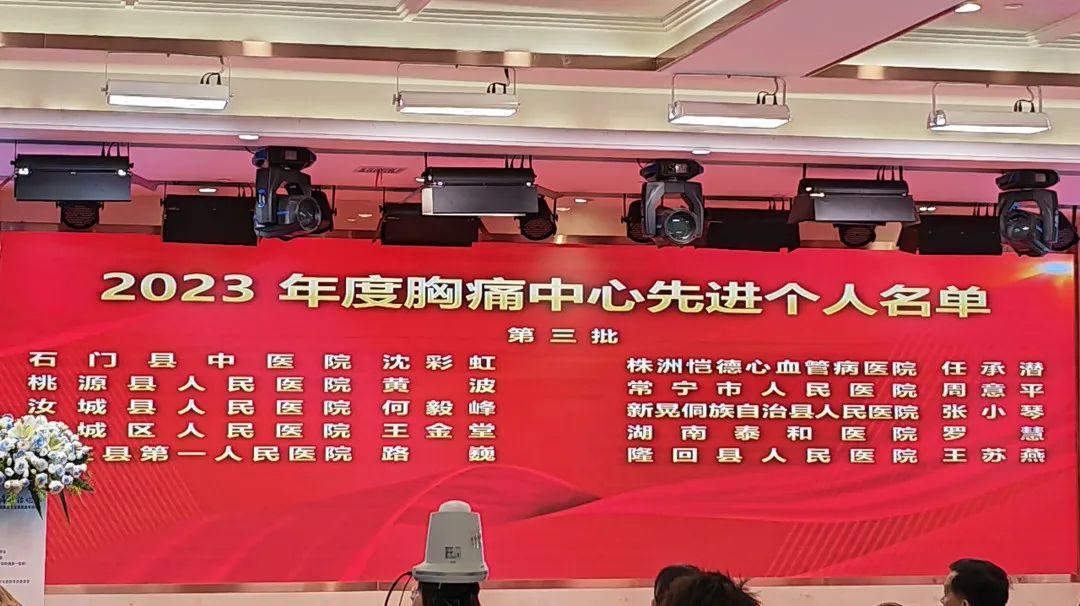 2023 年度胸痛中心先进个人名单
第三批
石门县中医院 沈彩虹
桃源县人民医院 黄波
汝城县人民医院 何毅峰
城区人民医院 王金堂
县第一人民医院 路巍
株洲恺德心血管病医院 任承潜
常宁市人民医院 周意平
新晃侗族自治县人民医院 张小琴
湖南泰和医院 罗慧
隆回县人民医院 王苏燕